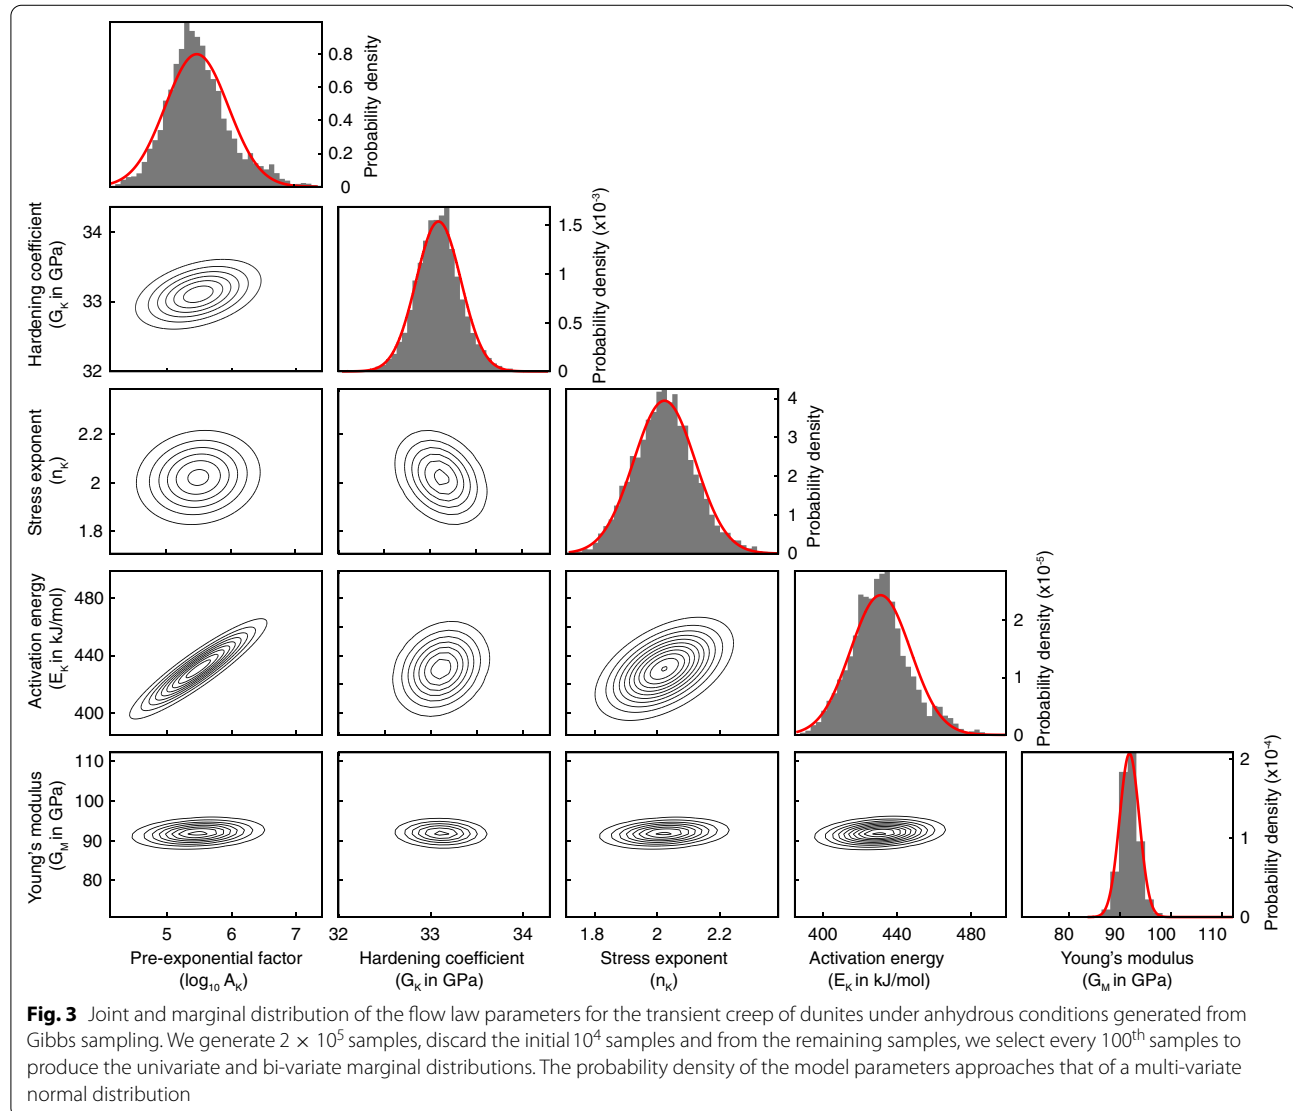 0.8
0.6
0.4
0.2
0
Probability density
34
33
32
Hardening coefficient
(G_K in GPa)
1.5
1
0.5
0
Probability density (x10^-3)
2.2
2
1.8
Stress exponent
(n_K)
4
3
2
1
0
Probability density
480
440
400
Activation energy
(E_K in kJ/mol)
2
1
0
Probability density (x10^-5)
110
100
90
80
Young's modulus
(G_M in GPa)
2
1
0
Probability density (x10^-4)
5 6 7 32 33 34 1.8 2 2.2 400 440 480 80 90 100 110
Pre-exponential factor Hardening coefficient Stress exponent Activation energy Young's modulus
(log₁₀ A_K) (G_K in GPa) (n_K) (E_K in kJ/mol) (G_M in GPa)
Fig. 3 Joint and marginal distribution of the flow law parameters for the transient creep of dunites under anhydrous conditions generated from
Gibbs sampling. We generate 2 × 10⁵ samples, discard the initial 10⁴ samples and from the remaining samples, we select every 100th samples to
produce the univariate and bi-variate marginal distributions. The probability density of the model parameters approaches that of a multi-variate
normal distribution